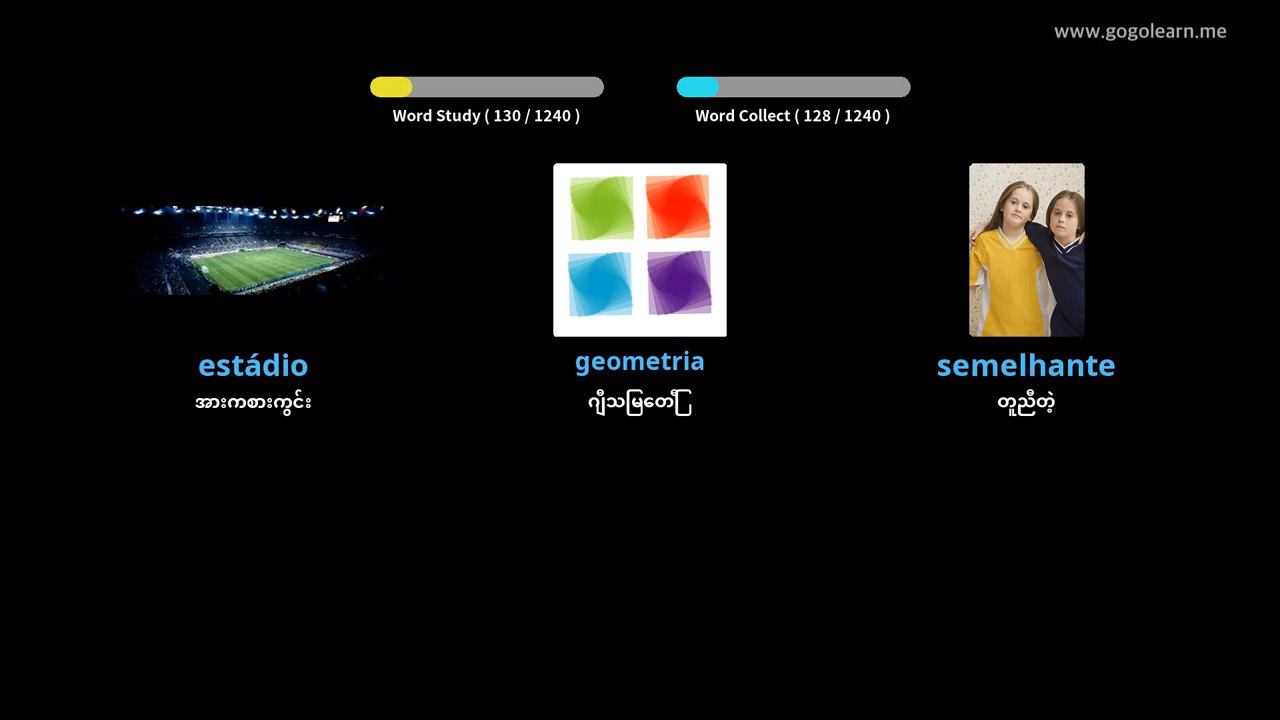 www.gogolearn.me
Word Study ( 130 / 1240 )
Word Collect ( 128 / 1240 )
estádio
geometria
semelhante
အားကစားကွင်း
ဂျီသမြတေီြ
တူညီတဲ့